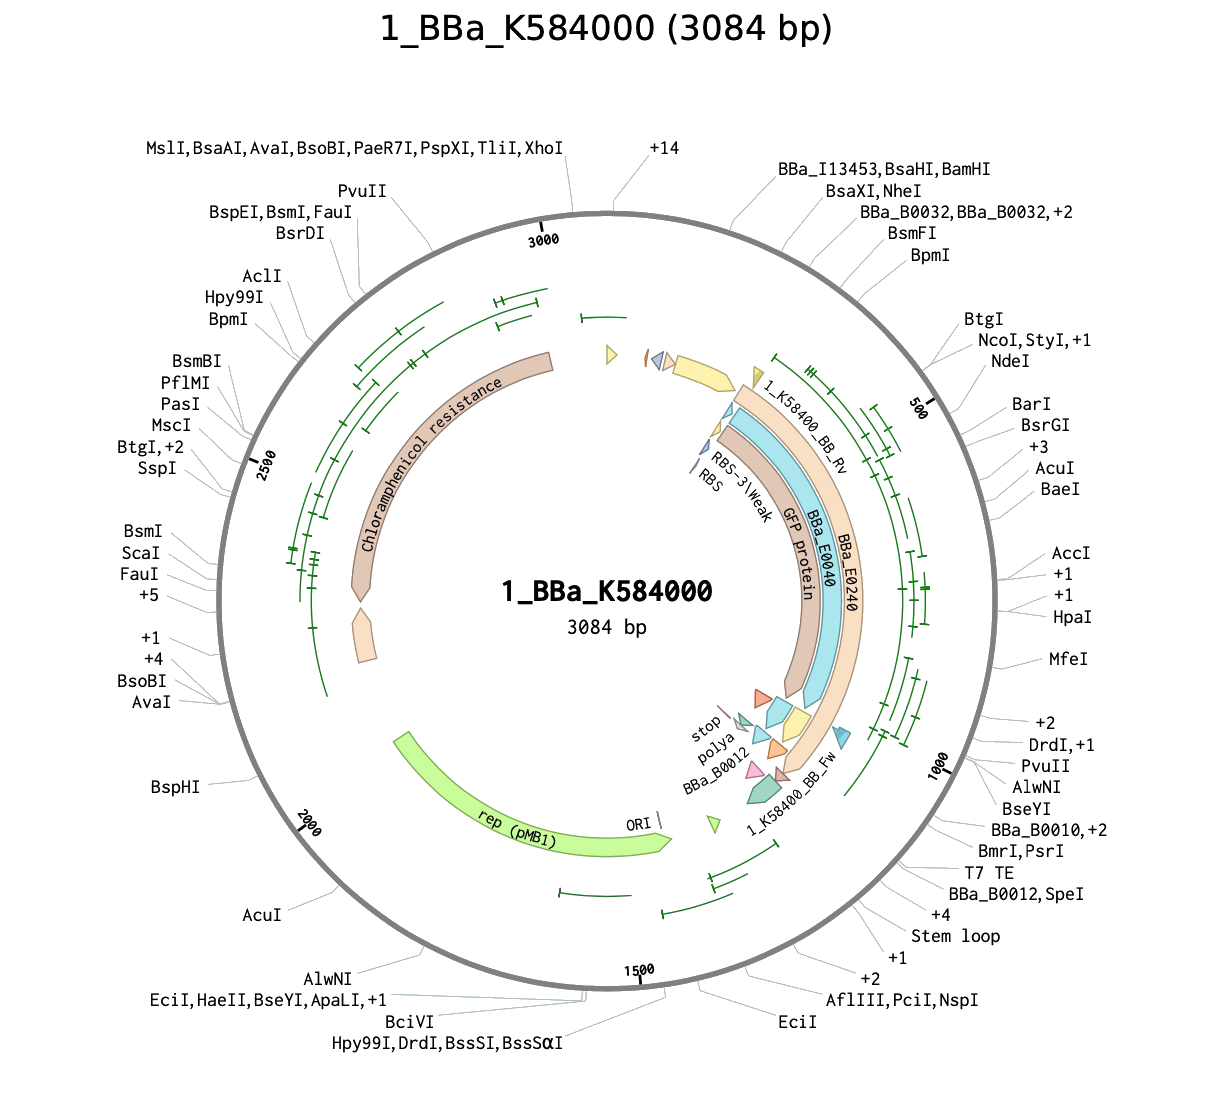 1_BBa_K584000 (3084 bp)
MslI,BsaAI,AvaI,BsoBI,PaeR7I,PspXI,TliI,XhoI
+14
BBa_I13453,BsaHI,BamHI
PvuII
BsaXI,NheI
BspEI,BsmI,FauI
BBa_B0032,BBa_B0032,+2
BsrDI
BsmFI
3000
BpmI
AclI
Hpy99I
BpmI
BtgI
NcoI,StyI,+1
BsmBI
NdeI
PflMI
PasI
BarI
500
MscI
BsrGI
BtgI,+2
+3
SspI
AcuI
2500
BaeI
Chloramphenicol resistance
1_K58400_BB_Rv
RBS-3\Weak
RBS
GFP protein
BBa_E0040
BBa_E0240
BsmI
ScaI
AccI
FauI
+1
+5
+1
HpaI
1_BBa_K584000
3084 bp
+1
+4
MfeI
BsoBI
AvaI
+2
stop
DrdI,+1
polya
PvuII
BBa_B0012
1000
BspHI
AlwNI
1_K58400_BB_Fw
BseYI
2000
ORI
BBa_B0010,+2
rep (pMB1)
BmrI,PsrI
T7 TE
BBa_B0012,SpeI
AcuI
+4
Stem loop
+1
1500
AlwNI
+2
EciI,HaeII,BseYI,ApaLI,+1
AflIII,PciI,NspI
BciVI
EciI
Hpy99I,DrdI,BssSI,BssSαI